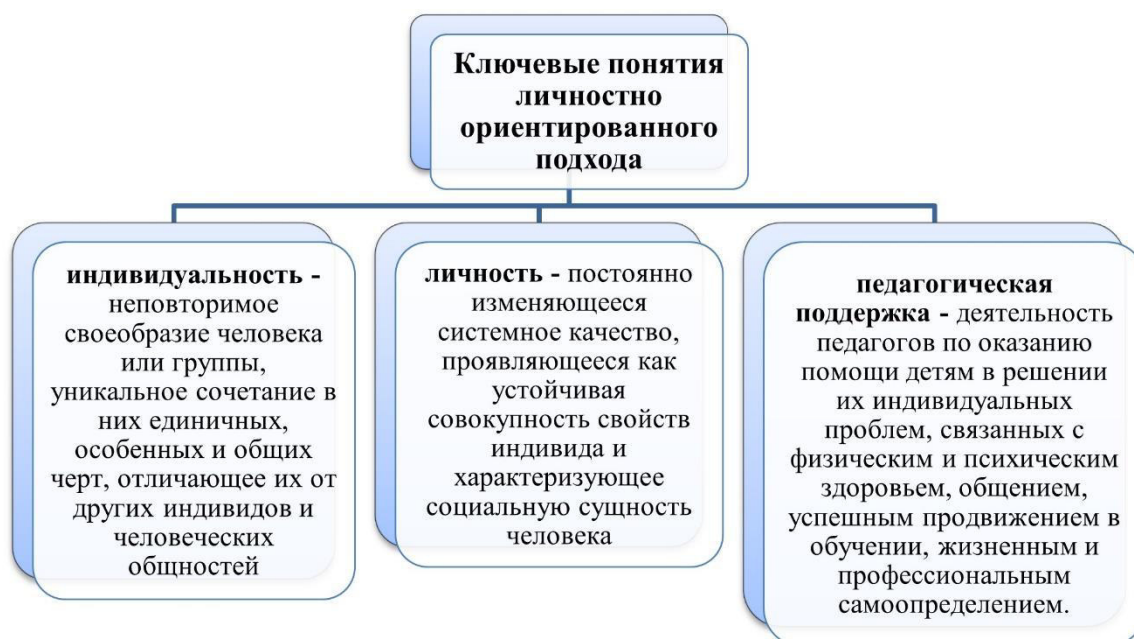 Ключевые понятия
личностно
ориентированного
подхода
индивидуальность -
неповторимое
своеобразие человека
или группы,
уникальное сочетание в
них единичных,
особенных и общих
черт, отличающее их от
других индивидов и
человеческих
общностей
личность - постоянно
изменяющееся
системное качество,
проявляющееся как
устойчивая
совокупность свойств
индивида и
характеризующее
социальную сущность
человека
педагогическая
поддержка - деятельность
педагогов по оказанию
помощи детям в решении
их индивидуальных
проблем, связанных с
физическим и психическим
здоровьем, общением,
успешным продвижением в
обучении, жизненным и
профессиональным
самоопределением.